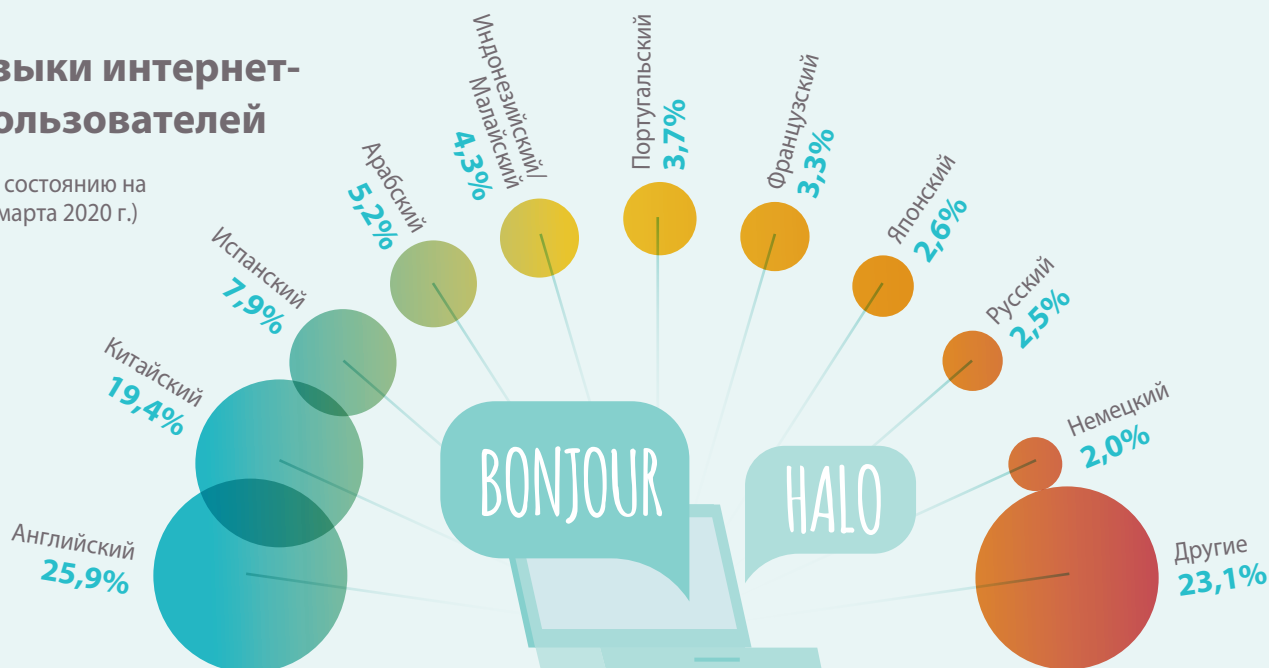 зыки интернет-
ользователей
состоянию на
марта 2020 г.)
Английский
25,9%
Китайский
19,4%
Испанский
7,9%
Арабский
5,2%
Индонезийский/
Малайский
4,3%
Португальский
3,7%
Французский
3,3%
Японский
2,6%
Русский
2,5%
Немецкий
2,0%
Другие
23,1%
BONJOUR
HALO